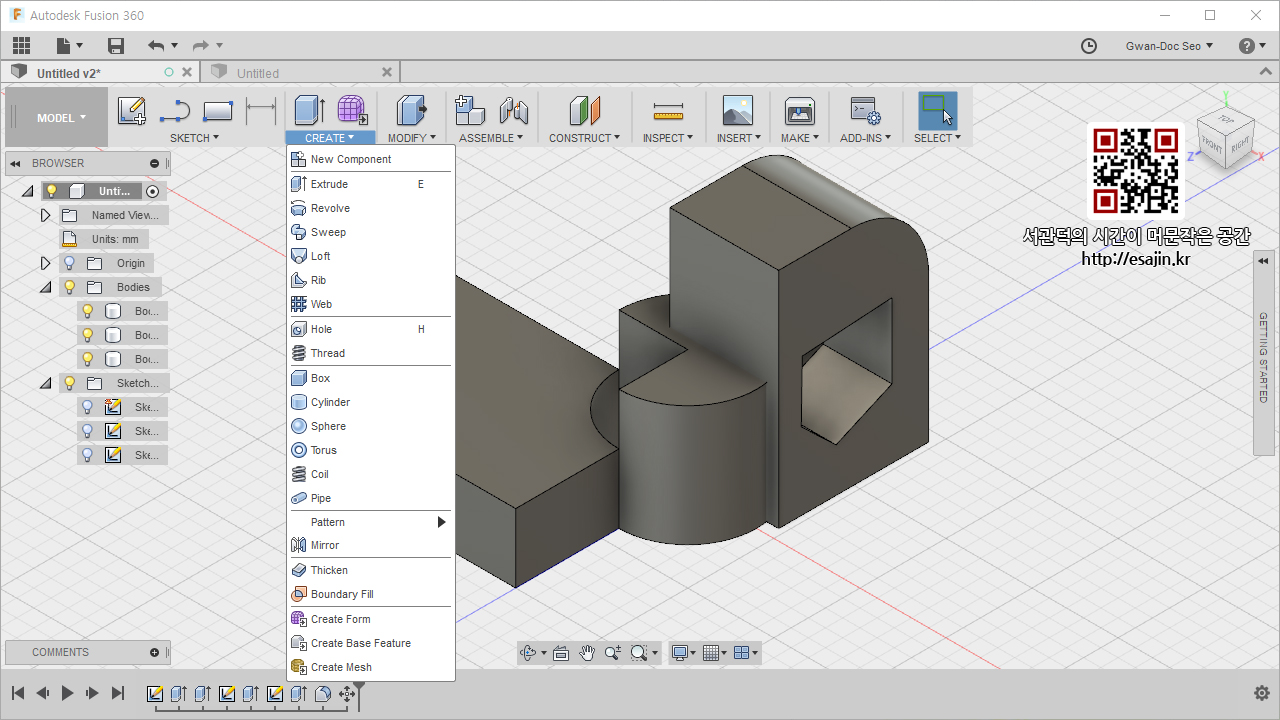 Autodesk Fusion 360
Gwan-Doc Seo
Untitled v2*
Untitled
MODEL
SKETCH
CREATE
MODIFY
ASSEMBLE
CONSTRUCT
INSPECT
INSERT
MAKE
ADD-INS
SELECT
BROWSER
Unti...
Named View...
Units: mm
Origin
Bodies
Boc...
Boc...
Boc...
Sketch...
Ske...
Ske...
Ske...
New Component
Extrude E
Revolve
Sweep
Loft
Rib
Web
Hole H
Thread
Box
Cylinder
Sphere
Torus
Coil
Pipe
Pattern
Mirror
Thicken
Boundary Fill
Create Form
Create Base Feature
Create Mesh
Y
TOP
FRONT
RIGHT
Z
X
서관덕의 시간이 머문작은 공간
http://esajin.kr
GETTING STARTED
COMMENTS